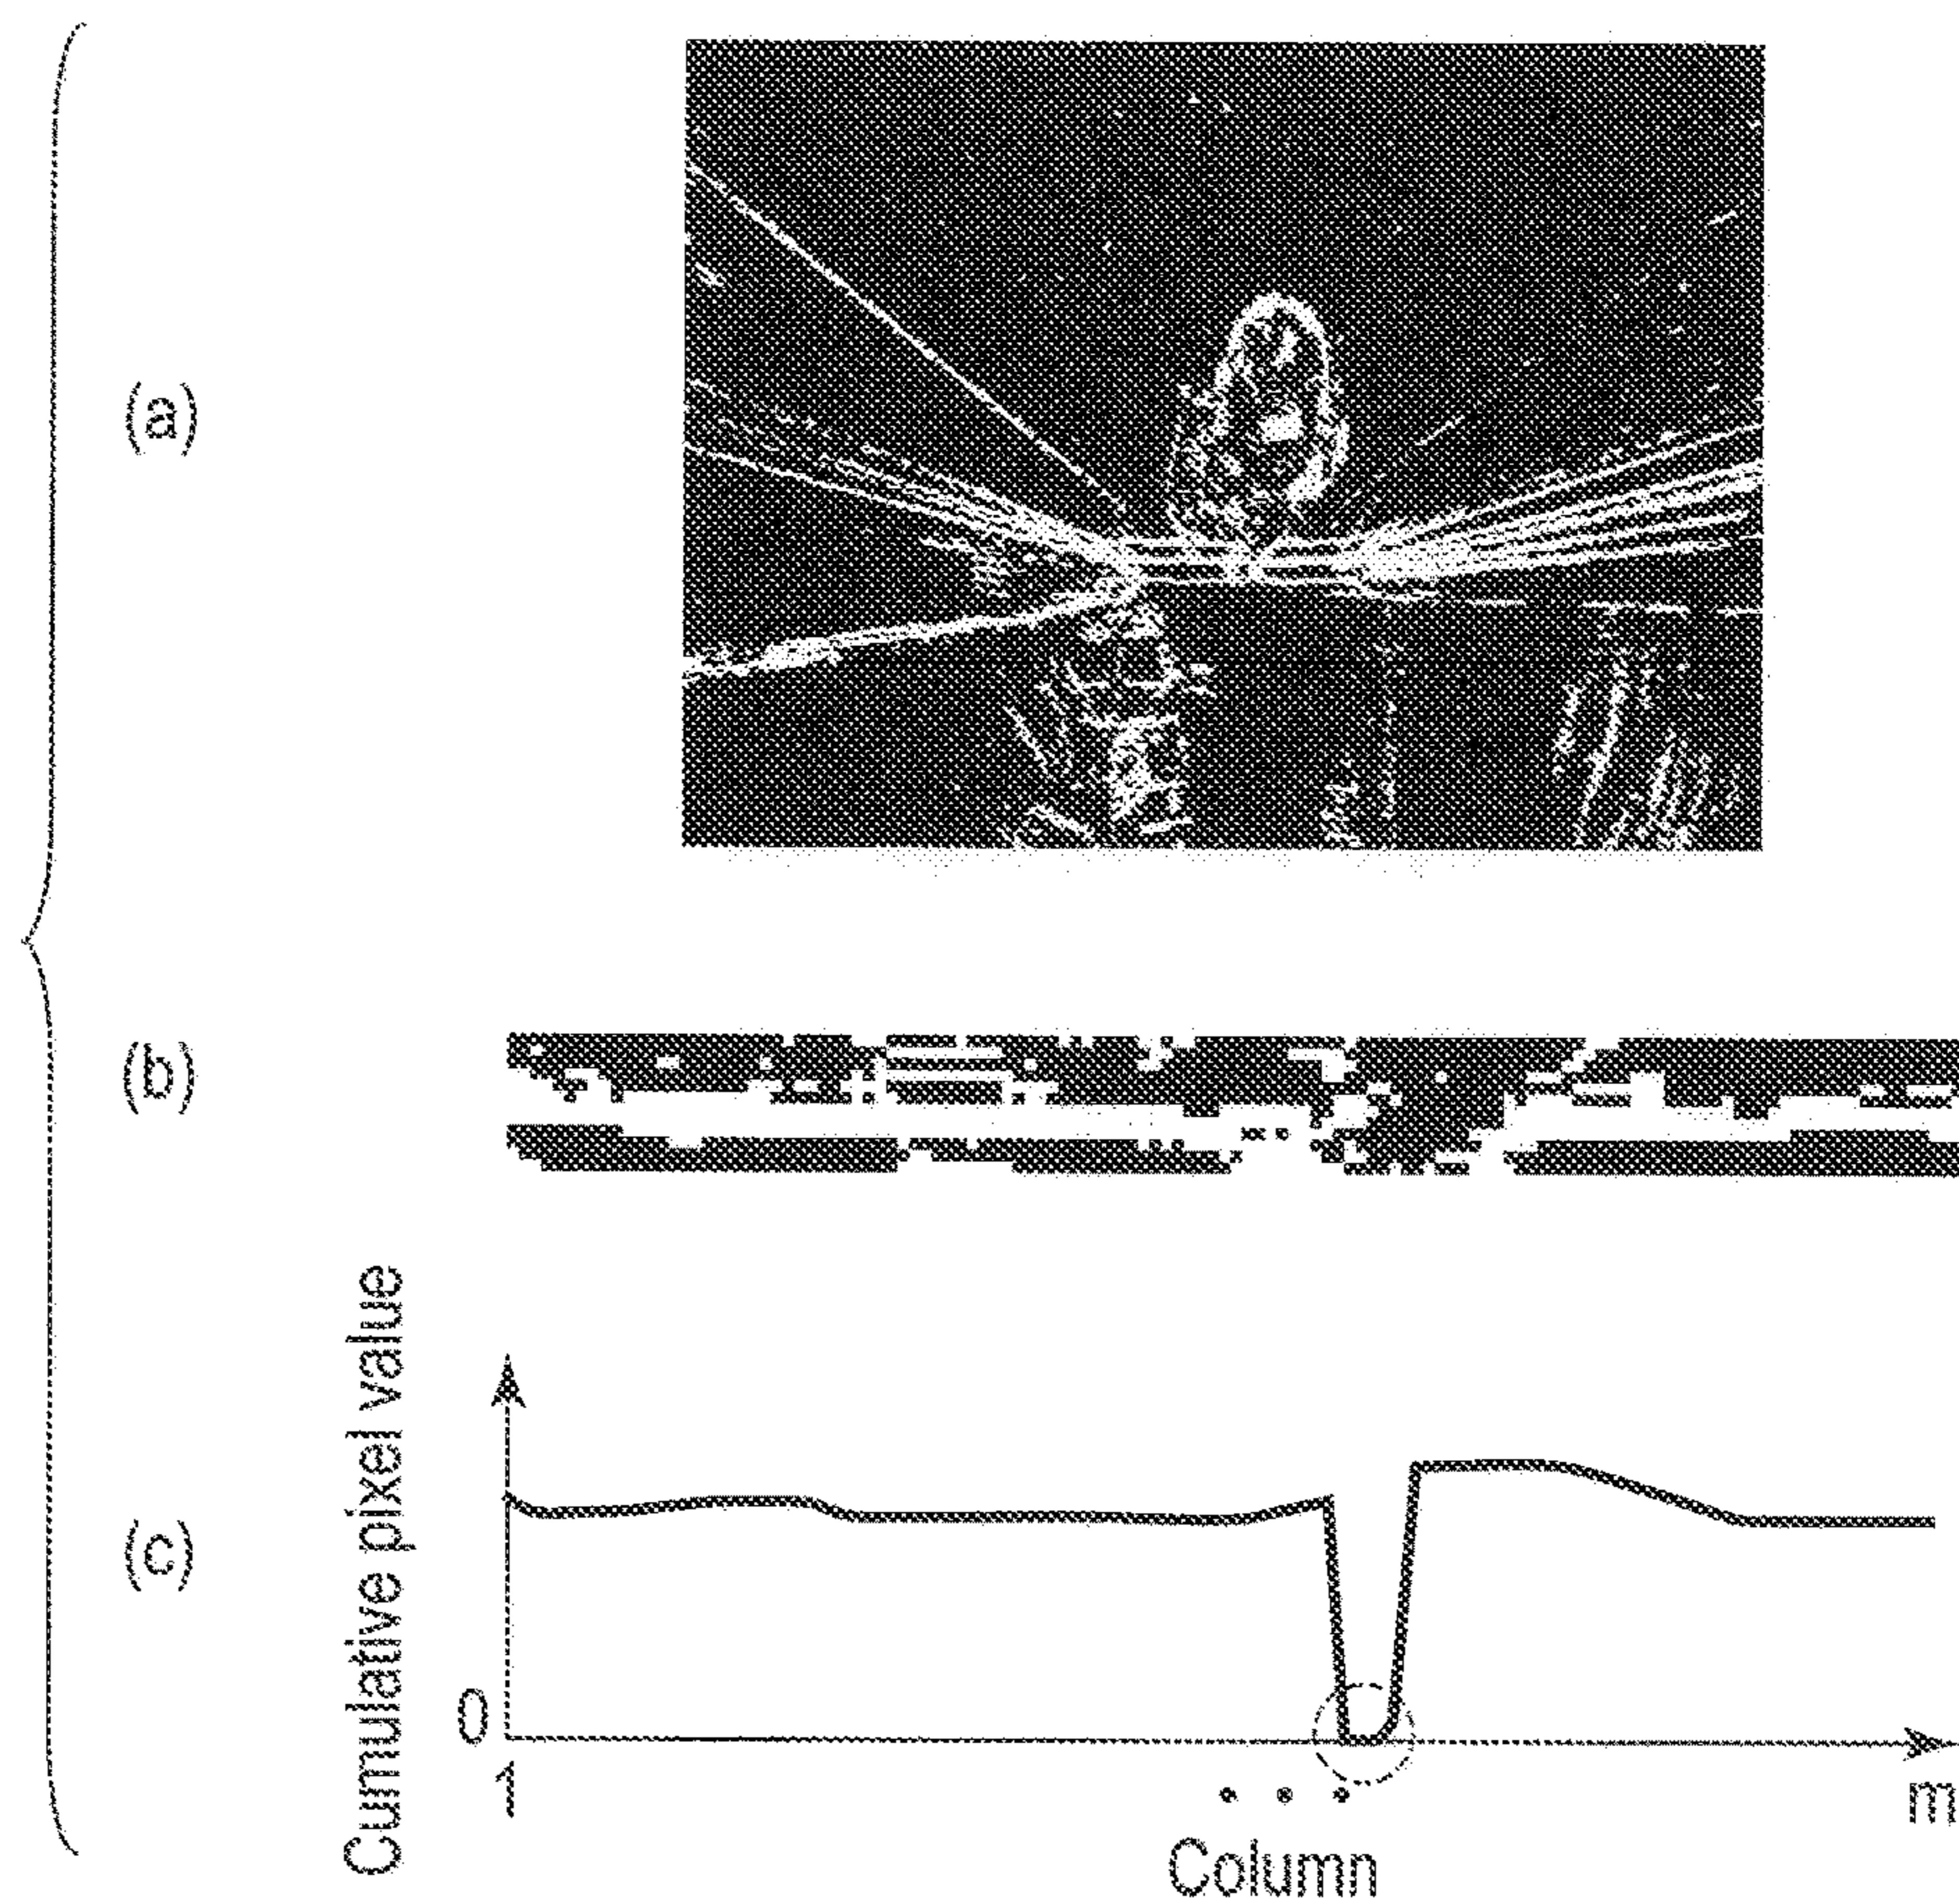 (a)
(b)
(c)
Cumulative pixel value
0
1
• • •
m
Column